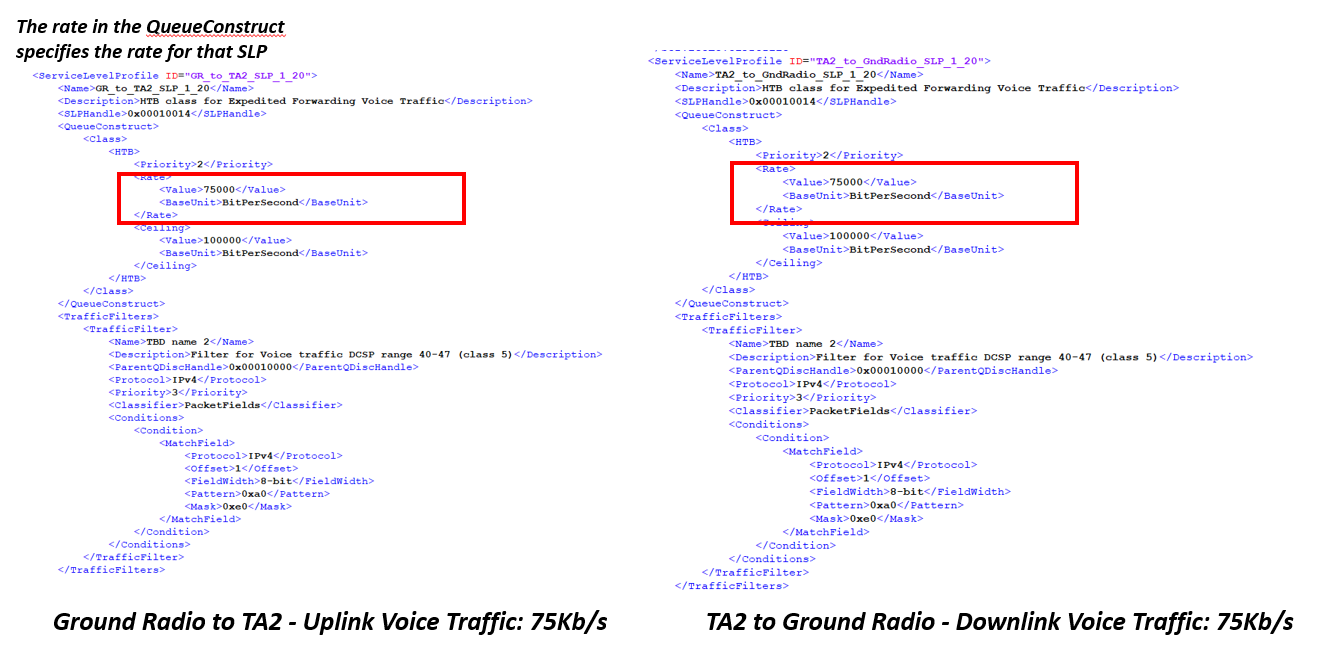 The rate in the QueueConstruct
specifies the rate for that SLP
<ServiceLevelProfile ID="GR_to_TA2_SLP_1_20">
<Name>GR_to_TA2_SLP_1_20</Name>
<Description>HTB class for Expedited Forwarding Voice Traffic</Description>
<SLPHandle>0x00010014</SLPHandle>
<QueueConstruct>
<Class>
<HTB>
<Priority>2</Priority>
<Rate>
<Value>75000</Value>
<BaseUnit>BitPerSecond</BaseUnit>
</Rate>
<Ceiling>
<Value>100000</Value>
<BaseUnit>BitPerSecond</BaseUnit>
</Ceiling>
</HTB>
</Class>
</QueueConstruct>
<TrafficFilters>
<TrafficFilter>
<Name>TBD name 2</Name>
<Description>Filter for Voice traffic DCSP range 40-47 (class 5)</Description>
<ParentQDiscHandle>0x00010000</ParentQDiscHandle>
<Protocol>IPv4</Protocol>
<Priority>3</Priority>
<Classifier>PacketFields</Classifier>
<Conditions>
<Condition>
<MatchField>
<Protocol>IPv4</Protocol>
<Offset>1</Offset>
<FieldWidth>8-bit</FieldWidth>
<Pattern>0xa0</Pattern>
<Mask>0xe0</Mask>
</MatchField>
</Condition>
</Conditions>
</TrafficFilter>
</TrafficFilters>
Ground Radio to TA2 - Uplink Voice Traffic: 75Kb/s
<ServiceLevelProfile ID="TA2_to_GndRadio_SLP_1_20">
<Name>TA2_to_GndRadio_SLP_1_20</Name>
<Description>HTB class for Expedited Forwarding Voice Traffic</Description>
<SLPHandle>0x00010014</SLPHandle>
<QueueConstruct>
<Class>
<HTB>
<Priority>2</Priority>
<Rate>
<Value>75000</Value>
<BaseUnit>BitPerSecond</BaseUnit>
</Rate>
<Ceiling>
<Value>100000</Value>
<BaseUnit>BitPerSecond</BaseUnit>
</Ceiling>
</HTB>
</Class>
</QueueConstruct>
<TrafficFilters>
<TrafficFilter>
<Name>TBD name 2</Name>
<Description>Filter for Voice traffic DCSP range 40-47 (class 5)</Description>
<ParentQDiscHandle>0x00010000</ParentQDiscHandle>
<Protocol>IPv4</Protocol>
<Priority>3</Priority>
<Classifier>PacketFields</Classifier>
<Conditions>
<Condition>
<MatchField>
<Protocol>IPv4</Protocol>
<Offset>1</Offset>
<FieldWidth>8-bit</FieldWidth>
<Pattern>0xa0</Pattern>
<Mask>0xe0</Mask>
</MatchField>
</Condition>
</Conditions>
</TrafficFilter>
</TrafficFilters>
TA2 to Ground Radio - Downlink Voice Traffic: 75Kb/s